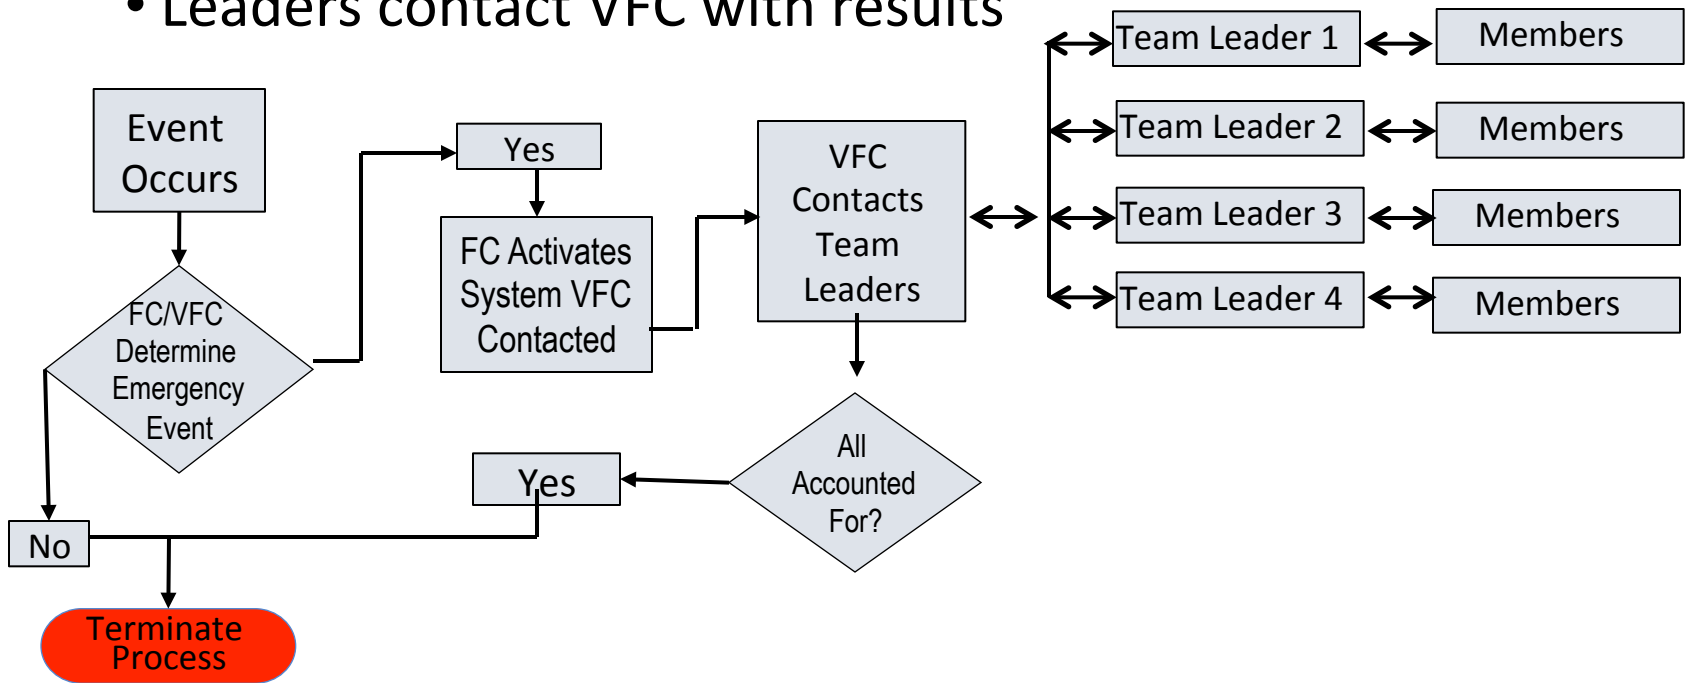 • Leaders contact VFC with results
Event
Occurs
FC/VFC
Determine
Emergency
Event
No
Yes
FC Activates
System VFC
Contacted
VFC
Contacts
Team
Leaders
Team Leader 1
Members
Team Leader 2
Members
Team Leader 3
Members
Team Leader 4
Members
All
Accounted
For?
Yes
Terminate
Process